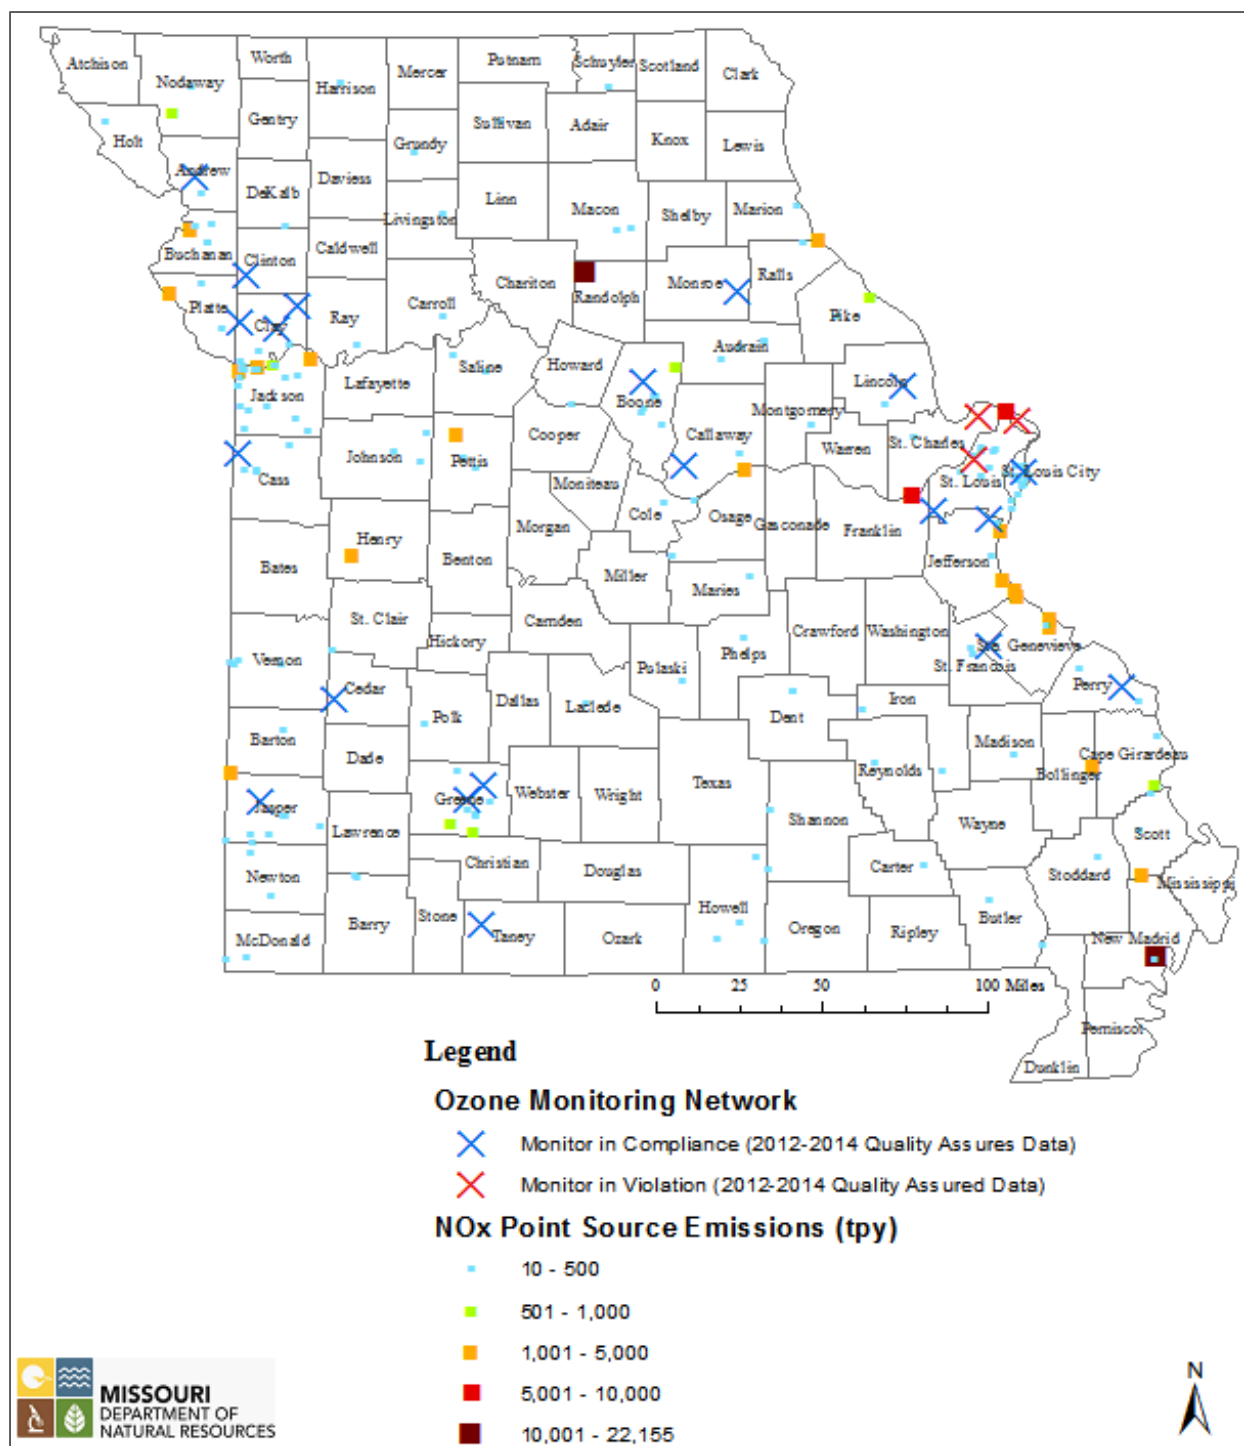 Atchison
Nodaway
Worth
Harrison
Mercer
Putnam
Schuyler
Scotland
Clark
Holt
Gentry
Sullivan
Adair
Knox
Lewis
Grundy
Andrew
DeKalb
Daviess
Livingston
Linn
Macon
Shelby
Marion
Buchanan
Clinton
Caldwell
Chariton
Randolph
Monroe
Ralls
Platte
Clay
Ray
Carroll
Pike
Audrain
Jackson
Lafayette
Saline
Howard
Boone
Lincoln
Montgomery
Callaway
Warren
St. Charles
Cooper
Johnson
Pettis
Cass
Moniteau
St. Louis
St. Louis City
Cole
Osage
Gasconade
Franklin
Morgan
Henry
Bates
Benton
Miller
Jefferson
Maries
St. Clair
Camden
Crawford
Washington
Hickory
Phelps
Ste. Genevieve
St. Francois
Vernon
Pulaski
Cedar
Dallas
Laclede
Perry
Iron
Polk
Dent
Barton
Dade
Madison
Cape Girardeau
Bollinger
Reynolds
Texas
Greene
Webster
Wright
Jasper
Lawrence
Shannon
Wayne
Scott
Christian
Douglas
Carter
Stoddard
Mississippi
Newton
Howell
Barry
Stone
Butler
Oregon
Ripley
Taney
Ozark
McDonald
New Madrid
0 25 50 100 Miles
Pemiscot
Dunklin
Legend
Ozone Monitoring Network
Monitor in Compliance (2012-2014 Quality Assures Data)
Monitor in Violation (2012-2014 Quality Assured Data)
NOx Point Source Emissions (tpy)
10 - 500
501 - 1,000
1,001 - 5,000
5,001 - 10,000
10,001 - 22,155
MISSOURI
DEPARTMENT OF
NATURAL RESOURCES
N